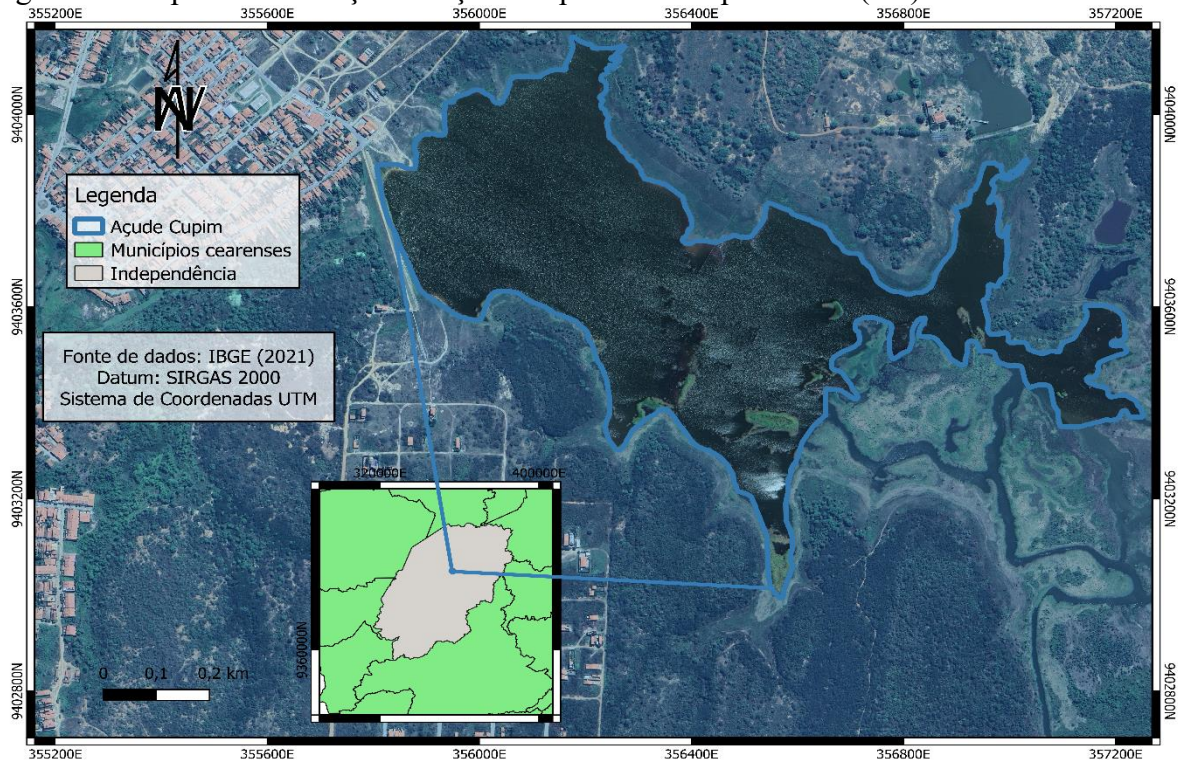 355200E 355600E 356000E 356400E 356800E 357200E
9404000N
9403600N
9403200N
9402800N
N
Legenda
Açude Cupim
Municípios cearenses
Independência
Fonte de dados: IBGE (2021)
Datum: SIRGAS 2000
Sistema de Coordenadas UTM
320000E 400000E
9360000N
0 0,1 0,2 km
9404000N
9403600N
9403200N
9402800N
355200E 355600E 356000E 356400E 356800E 357200E